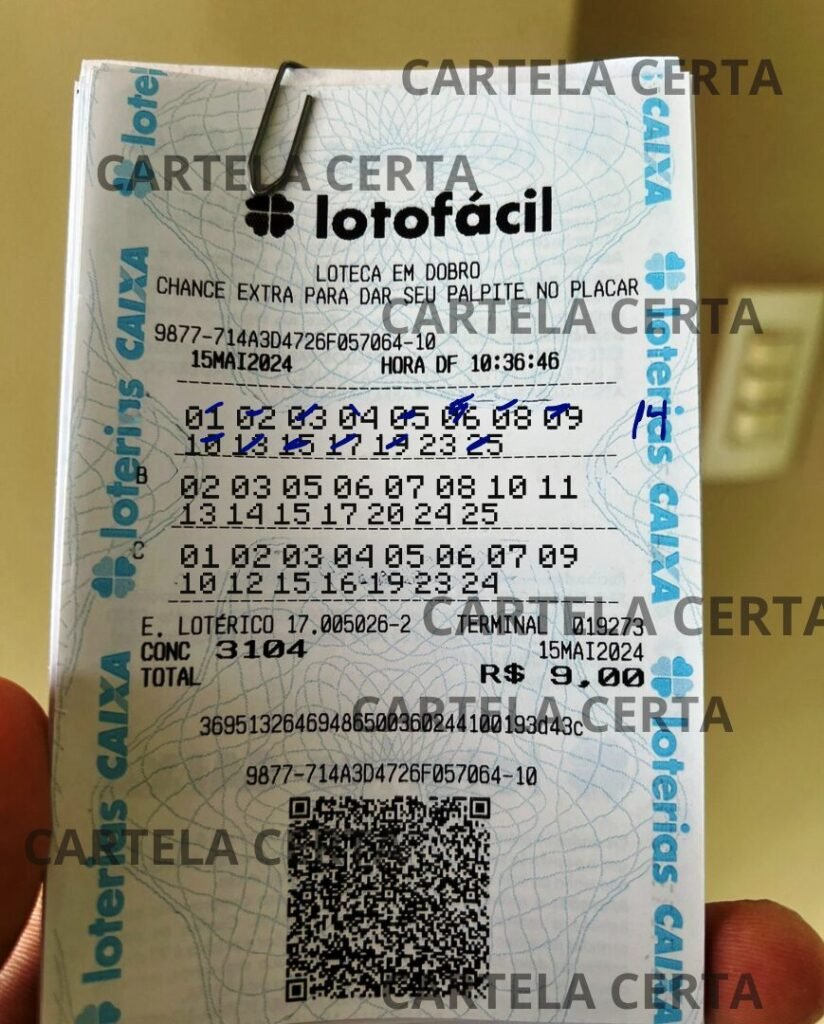 CARTELA CERTA
CARTELA CERTA
lotofácil
LOTECA EM DOBRO
CHANCE EXTRA PARA DAR SEU PALPITE NO PLACAR
CARTELA CERTA
9877-714A3D4726F057064-10
15MAI2024 HORA DF 10:36:46
01 02 03 04 05 06 08 09 14
10 13 15 17 19 23 25
B 02 03 05 06 07 08 10 11
13 14 15 17 20 24 25
C 01 02 03 04 05 06 07 09
10 12 15 16 19 23 24
CARTELA CERTA
E. LOTÉRICO 17.005026-2 TERMINAL 019273
CONC 3104 15MAI2024
TOTAL R$ 9,00
CARTELA CERTA
36951326469486500360244100193d43c
9877-714A3D4726F057064-10
CARTELA CERTA
CARTELA CERTA
loterias CAIXA
loterias CAIXA
loterias CAIXA
loterias CAIXA
CAIXA